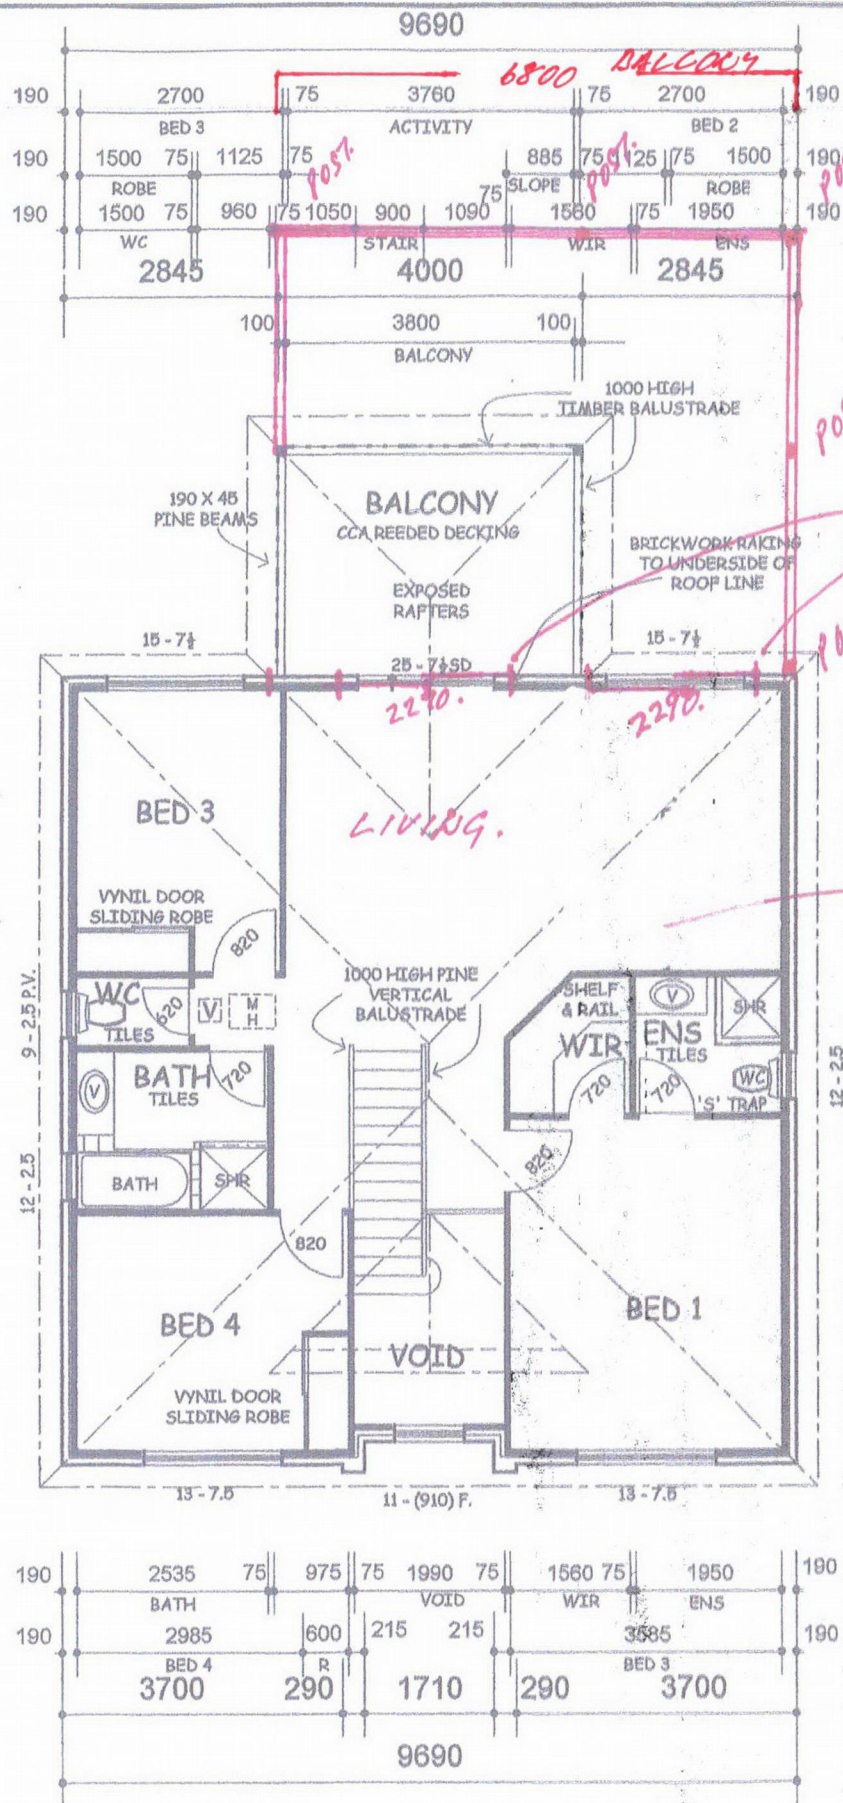 9690
6800 BALCONY
190 2700 75 3760 75 2700 190
BED 3 ACTIVITY BED 2
190 1500 75 1125 75 885 75 1125 75 1500 190
ROBE POST. SLOPE POST. ROBE
75
190 1500 75 960 75 1050 900 1090 1560 75 1950 190
WC STAIR WIR ENS
2845 4000 2845
100 3800 100
BALCONY
1000 HIGH
TIMBER BALUSTRADE
190 X 45
PINE BEAMS
BALCONY
CCA REEDED DECKING
EXPOSED
RAFTERS
BRICKWORK RAKING
TO UNDERSIDE OF
ROOF LINE
15 - 7½ 25 - 7½ SD 15 - 7½
2290. 2290.
BED 3
LIVING.
VYNIL DOOR
SLIDING ROBE
820
1000 HIGH PINE
VERTICAL
BALUSTRADE
9 - 2.5 P.V.
WC
TILES
620
V
M
H
SHELF
& RAIL
WIR
720
V
ENS
TILES
SHR
WC
720
'S' TRAP
12 - 2.5
BATH
TILES
720
V
BATH
SHR
12 - 2.5
820
820
BED 4
VOID
BED 1
VYNIL DOOR
SLIDING ROBE
13 - 7.5 11 - (910) F. 13 - 7.5
190 2535 75 975 75 1990 75 1560 75 1950 190
BATH VOID WIR ENS
190 2985 600 215 215 3585 190
BED 4 R BED 3
3700 290 1710 290 3700
9690